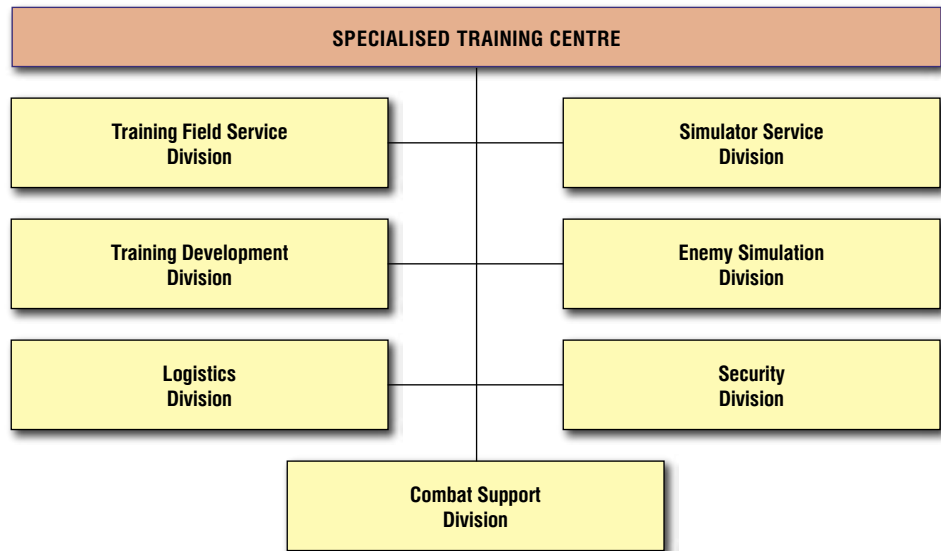 SPECIALISED TRAINING CENTRE
Training Field Service
Division
Simulator Service
Division
Training Development
Division
Enemy Simulation
Division
Logistics
Division
Security
Division
Combat Support
Division